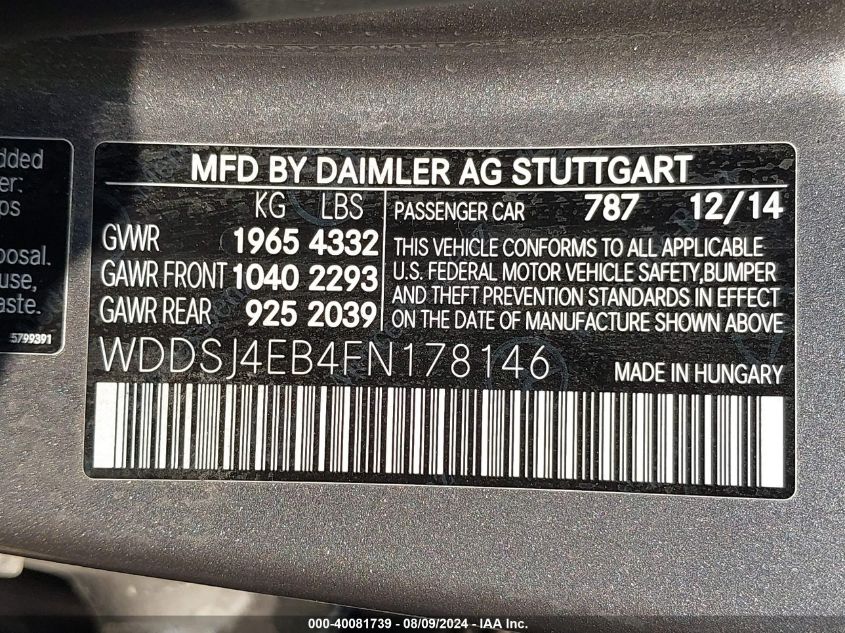 dded
er:
ps
posal.
use,
aste.
5799391
MFD BY DAIMLER AG STUTTGART
KG LBS
GVWR 1965 4332
GAWR FRONT 1040 2293
GAWR REAR 925 2039
PASSENGER CAR 787 12/14
THIS VEHICLE CONFORMS TO ALL APPLICABLE
U.S. FEDERAL MOTOR VEHICLE SAFETY,BUMPER
AND THEFT PREVENTION STANDARDS IN EFFECT
ON THE DATE OF MANUFACTURE SHOWN ABOVE
WDDSJ4EB4FN178146
MADE IN HUNGARY
000-40081739 - 08/09/2024 - IAA Inc.